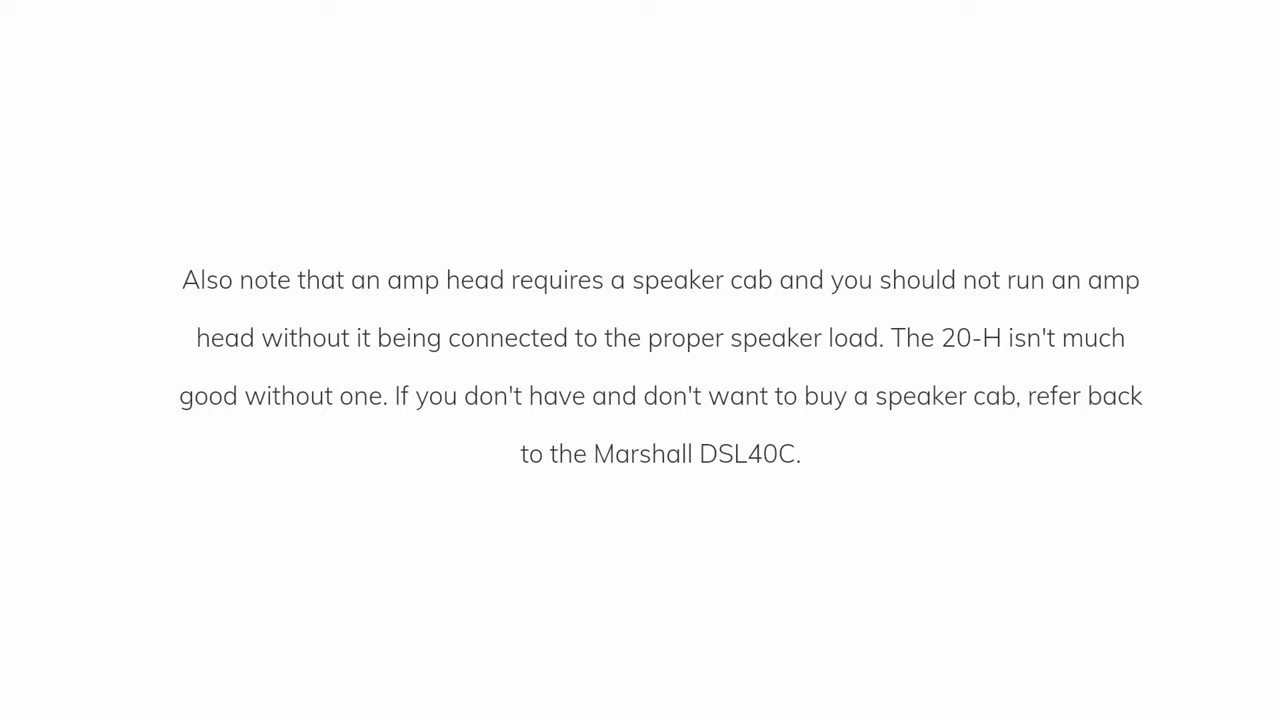 Also note that an amp head requires a speaker cab and you should not run an amp
head without it being connected to the proper speaker load. The 20-H isn't much
good without one. If you don't have and don't want to buy a speaker cab, refer back
to the Marshall DSL40C.